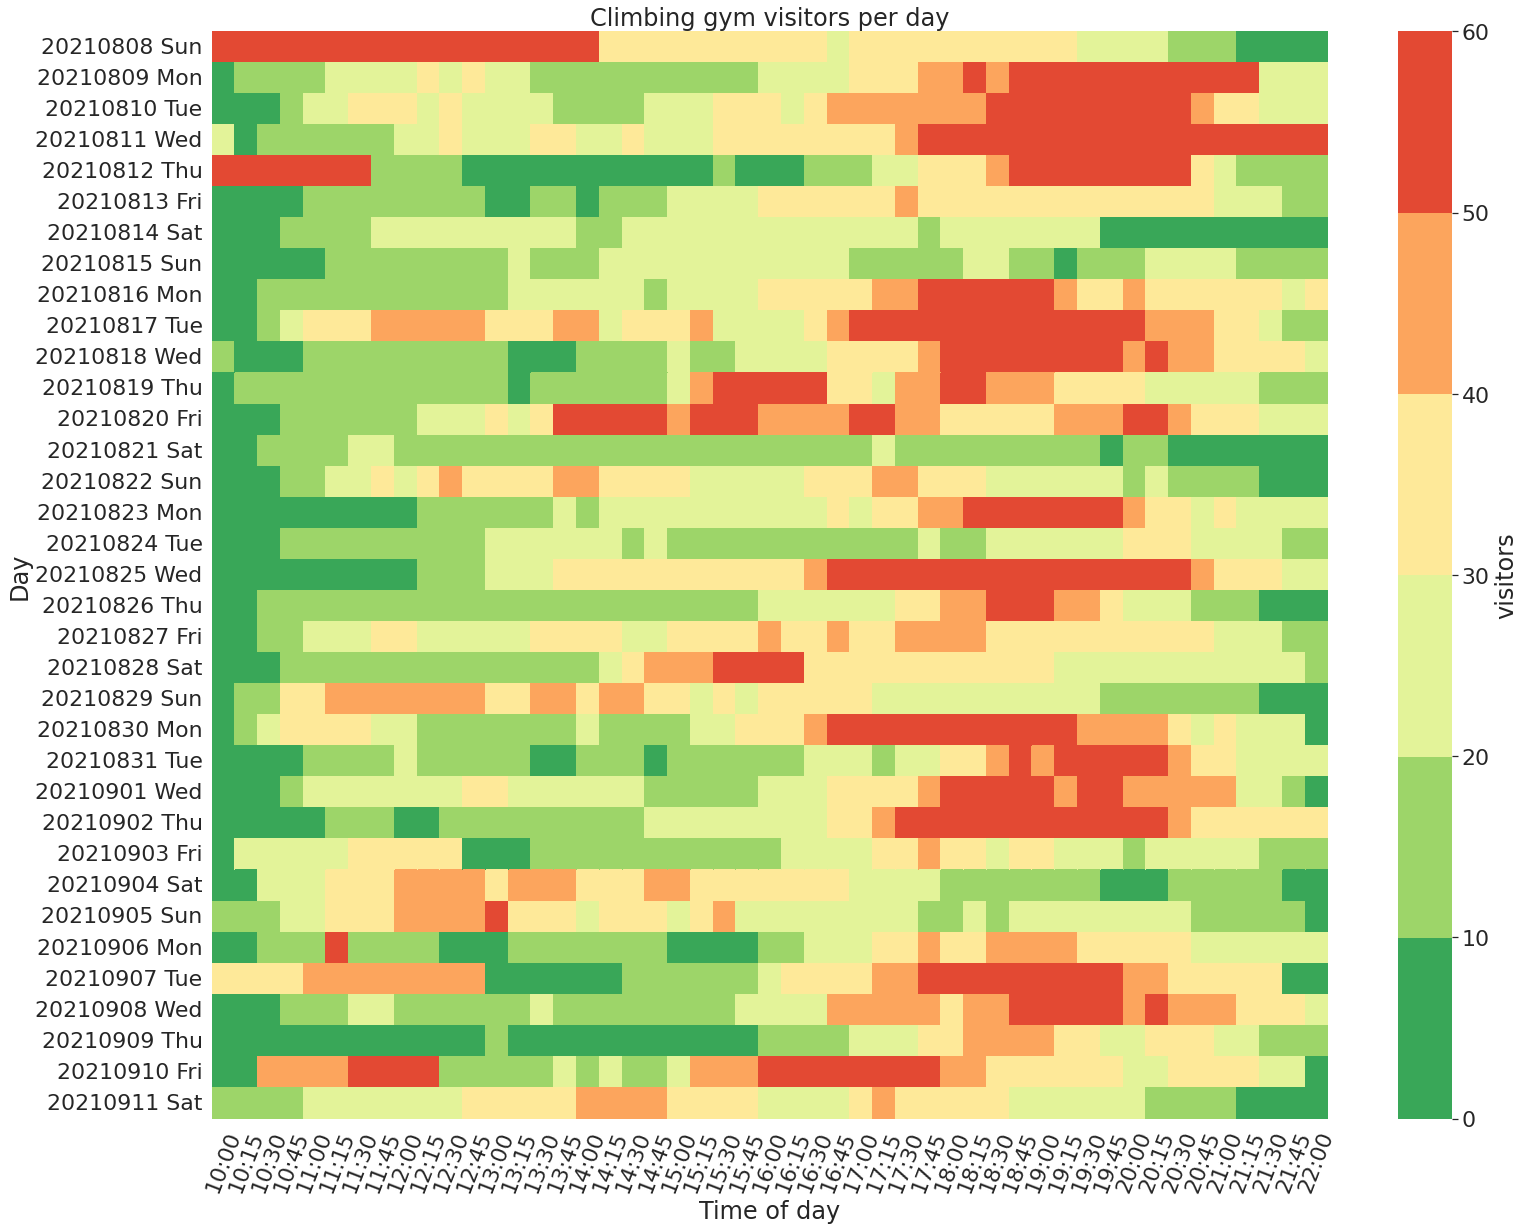 Climbing gym visitors per day
20210808 Sun
20210809 Mon
20210810 Tue
20210811 Wed
20210812 Thu
20210813 Fri
20210814 Sat
20210815 Sun
20210816 Mon
20210817 Tue
20210818 Wed
20210819 Thu
20210820 Fri
20210821 Sat
20210822 Sun
20210823 Mon
20210824 Tue
20210825 Wed
20210826 Thu
20210827 Fri
20210828 Sat
20210829 Sun
20210830 Mon
20210831 Tue
20210901 Wed
20210902 Thu
20210903 Fri
20210904 Sat
20210905 Sun
20210906 Mon
20210907 Tue
20210908 Wed
20210909 Thu
20210910 Fri
20210911 Sat
Day
10:00
10:15
10:30
10:45
11:00
11:15
11:30
11:45
12:00
12:15
12:30
12:45
13:00
13:15
13:30
13:45
14:00
14:15
14:30
14:45
15:00
15:15
15:30
15:45
16:00
16:15
16:30
16:45
17:00
17:15
17:30
17:45
18:00
18:15
18:30
18:45
19:00
19:15
19:30
19:45
20:00
20:15
20:30
20:45
21:00
21:15
21:30
21:45
22:00
Time of day
60
50
40
30
20
10
0
visitors